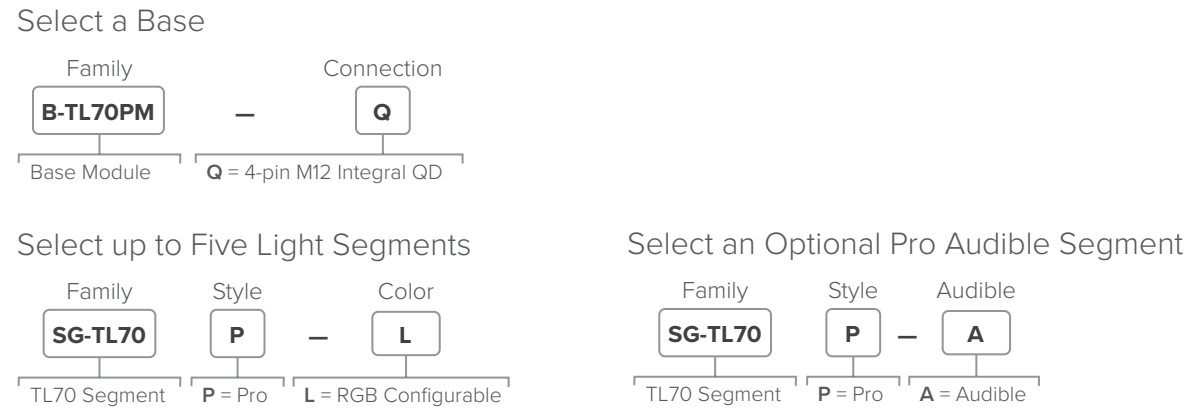 Select a Base
Family Connection
B-TL70PM – Q
Base Module Q = 4-pin M12 Integral QD
Select up to Five Light Segments
Family Style Color
SG-TL70 P – L
TL70 Segment P = Pro L = RGB Configurable
Select an Optional Pro Audible Segment
Family Style Audible
SG-TL70 P – A
TL70 Segment P = Pro A = Audible